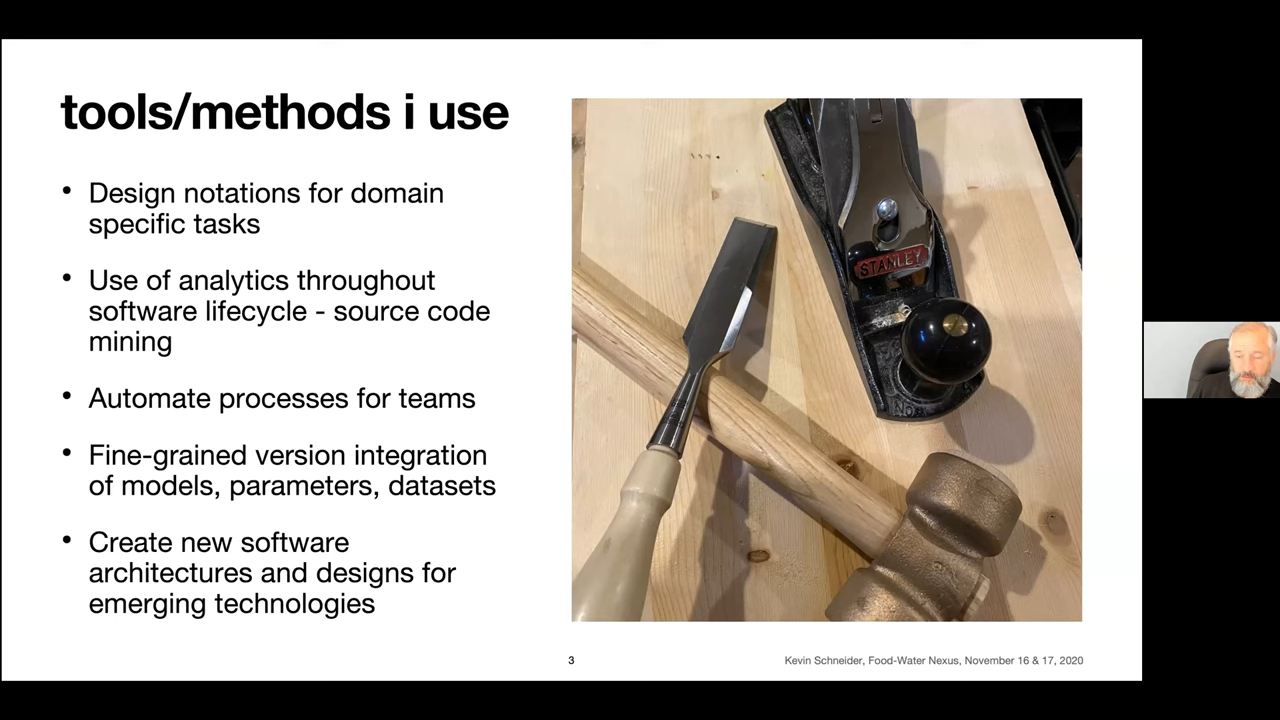 tools/methods i use
• Design notations for domain
specific tasks
• Use of analytics throughout
software lifecycle - source code
mining
• Automate processes for teams
• Fine-grained version integration
of models, parameters, datasets
• Create new software
architectures and designs for
emerging technologies
STANLEY
3
Kevin Schneider, Food-Water Nexus, November 16 & 17, 2020